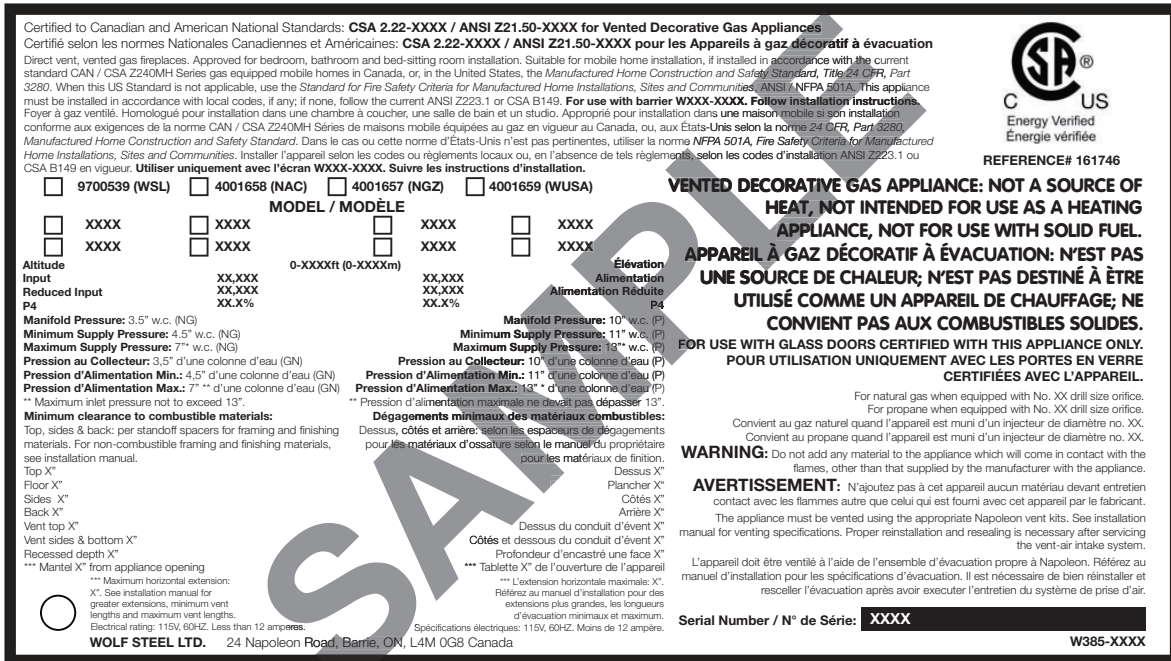 Certified to Canadian and American National Standards: CSA 2.22-XXXX / ANSI Z21.50-XXXX for Vented Decorative Gas Appliances
Certifié selon les normes Nationales Canadiennes et Américaines: CSA 2.22-XXXX / ANSI Z21.50-XXXX pour les Appareils à gaz décoratif à évacuation
Direct vent, vented gas fireplaces. Approved for bedroom, bathroom and bed-sitting room installation. Suitable for mobile home installation, if installed in accordance with the current
standard CAN / CSA Z240MH Series gas equipped mobile homes in Canada, or, in the United States, the Manufactured Home Construction and Safety Standard, Title 24 CFR, Part
3280. When this US Standard is not applicable, use the Standard for Fire Safety Criteria for Manufactured Home Installations, Sites and Communities, ANSI / NFPA 501A. This appliance
must be installed in accordance with local codes, if any; if none, follow the current ANSI Z223.1 or CSA B149. For use with barrier WXXX-XXXX. Follow installation instructions.
Foyer à gaz ventilé. Homologué pour installation dans une chambre à coucher, une salle de bain et un studio. Approprié pour installation dans une maison mobile si son installation
conforme aux exigences de la norme CAN / CSA Z240MH Séries de maisons mobile équipées au gaz en vigueur au Canada, ou, aux États-Unis selon la norme 24 CFR, Part 3280,
Manufactured Home Construction and Safety Standard. Dans le cas ou cette norme d'États-Unis n'est pas pertinentes, utiliser la norme NFPA 501A, Fire Safety Criteria for Manufactured
Home Installations, Sites and Communities. Installer l'appareil selon les codes ou règlements locaux ou, en l'absence de tels règlements, selon les codes d'installation ANSI Z223.1 ou
CSA B149 en vigueur. Utiliser uniquement avec l'écran WXXX-XXXX. Suivre les instructions d'installation.
9700539 (WSL) 4001658 (NAC) 4001657 (NGZ) 4001659 (WUSA)
MODEL / MODÈLE
XXXX XXXX XXXX XXXX
XXXX XXXX XXXX XXXX
Altitude 0-XXXXft (0-XXXXm) Élévation
Input XX,XXX XX,XXX Alimentation
Reduced Input XX,XXX XX,XXX Alimentation Réduite
P4 XX.X% XX.X% P4
Manifold Pressure: 3.5" w.c. (NG)
Minimum Supply Pressure: 4.5" w.c. (NG)
Maximum Supply Pressure: 7"* w.c. (NG)
Pression au Collecteur: 3,5" d'une colonne d'eau (GN)
Pression d'Alimentation Min.: 4,5" d'une colonne d'eau (GN)
Pression d'Alimentation Max.: 7" ** d'une colonne d'eau (GN)
** Maximum inlet pressure not to exceed 13".
Manifold Pressure: 10" w.c. (P)
Minimum Supply Pressure: 11" w.c. (P)
Maximum Supply Pressure: 13"* w.c. (P)
Pression au Collecteur: 10" d'une colonne d'eau (P)
Pression d'Alimentation Min.: 11" d'une colonne d'eau (P)
Pression d'Alimentation Max.: 13" * d'une colonne d'eau (P)
** Pression d'alimentation maximale ne devait pas dépasser 13".
Minimum clearance to combustible materials:
Top, sides & back: per standoff spacers for framing and finishing
materials. For non-combustible framing and finishing materials,
see installation manual.
Top X"
Floor X"
Sides X"
Back X"
Vent top X"
Vent sides & bottom X"
Recessed depth X"
*** Mantel X" from appliance opening
*** Maximum horizontal extension:
X". See installation manual for
greater extensions, minimum vent
lengths and maximum vent lengths.
Electrical rating: 115V, 60HZ. Less than 12 amperes.
Dégagements minimaux des matériaux combustibles:
Dessus, côtés et arrière: selon les espaceurs de dégagements
pour les matériaux d'ossature selon le manuel du propriétaire
pour les matériaux de finition.
Dessus X"
Plancher X"
Côtés X"
Arrière X"
Dessus du conduit d'évent X"
Côtés et dessous du conduit d'évent X"
Profondeur d'encastré une face X"
*** Tablette X" de l'ouverture de l'appareil
*** L'extension horizontale maximale: X".
Référez au manuel d'installation pour des
extensions plus grandes, les longueurs
d'évacuation minimaux et maximum.
Spécifications électriques: 115V, 60HZ. Moins de 12 ampère.
WOLF STEEL LTD. 24 Napoleon Road, Barrie, ON, L4M 0G8 Canada
CSA ®
C US
Energy Verified
Énergie vérifiée
REFERENCE# 161746
VENTED DECORATIVE GAS APPLIANCE: NOT A SOURCE OF
HEAT, NOT INTENDED FOR USE AS A HEATING
APPLIANCE, NOT FOR USE WITH SOLID FUEL.
APPAREIL À GAZ DÉCORATIF À ÉVACUATION: N'EST PAS
UNE SOURCE DE CHALEUR; N'EST PAS DESTINÉ À ÈTRE
UTILISÉ COMME UN APPAREIL DE CHAUFFAGE; NE
CONVIENT PAS AUX COMBUSTIBLES SOLIDES.
FOR USE WITH GLASS DOORS CERTIFIED WITH THIS APPLIANCE ONLY.
POUR UTILISATION UNIQUEMENT AVEC LES PORTES EN VERRE
CERTIFIÉES AVEC L'APPAREIL.
For natural gas when equipped with No. XX drill size orifice.
For propane when equipped with No. XX drill size orifice.
Convient au gaz naturel quand l'appareil est muni d'un injecteur de diamètre no. XX.
Convient au propane quand l'appareil est muni d'un injecteur de diamètre no. XX.
WARNING: Do not add any material to the appliance which will come in contact with the
flames, other than that supplied by the manufacturer with the appliance.
AVERTISSEMENT: N'ajoutez pas à cet appareil aucun matériau devant entretien
contact avec les flammes autre que celui qui est fourni avec cet appareil par le fabricant.
The appliance must be vented using the appropriate Napoleon vent kits. See installation
manual for venting specifications. Proper reinstallation and resealing is necessary after servicing
the vent-air intake system.
L'appareil doit être ventilé à l'aide de l'ensemble d'évacuation propre à Napoleon. Référez au
manuel d'installation pour les spécifications d'évacuation. Il est nécessaire de bien réinstaller et
resceller l'évacuation après avoir executer l'entretien du système de prise d'air.
Serial Number / N° de Série: XXXX
W385-XXXX
SAMPLE